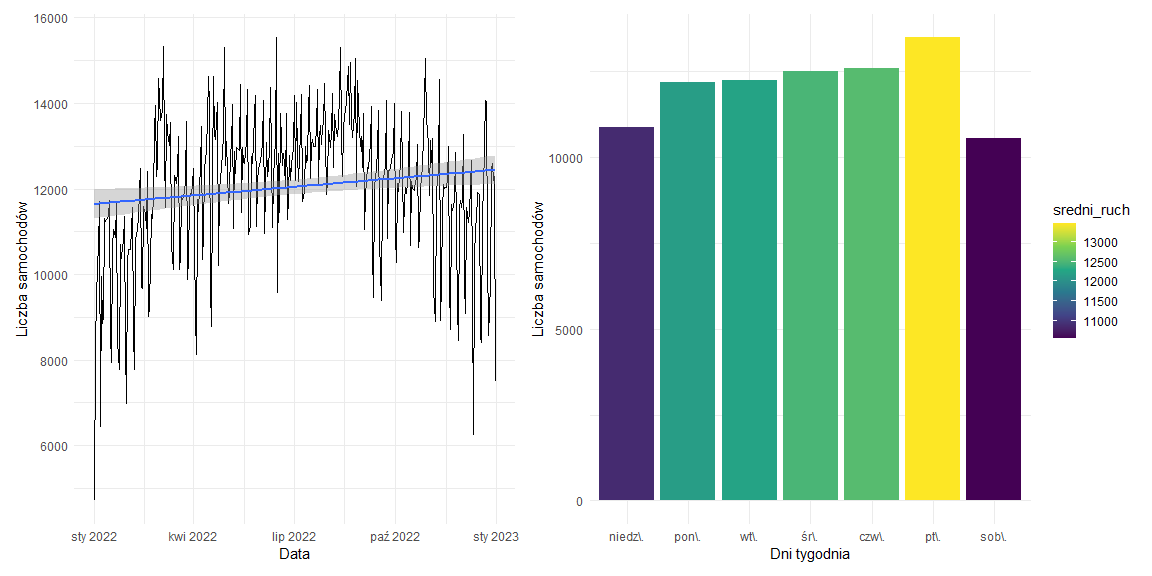 16000
14000
12000
10000
8000
6000
Liczba samochodów
sty 2022
kwi 2022
lip 2022
paź 2022
sty 2023
Data
10000
5000
0
Liczba samochodów
niedz\.
pon\.
wt\.
śr\.
czw\.
pt\.
sob\.
Dni tygodnia
sredni_ruch
13000
12500
12000
11500
11000